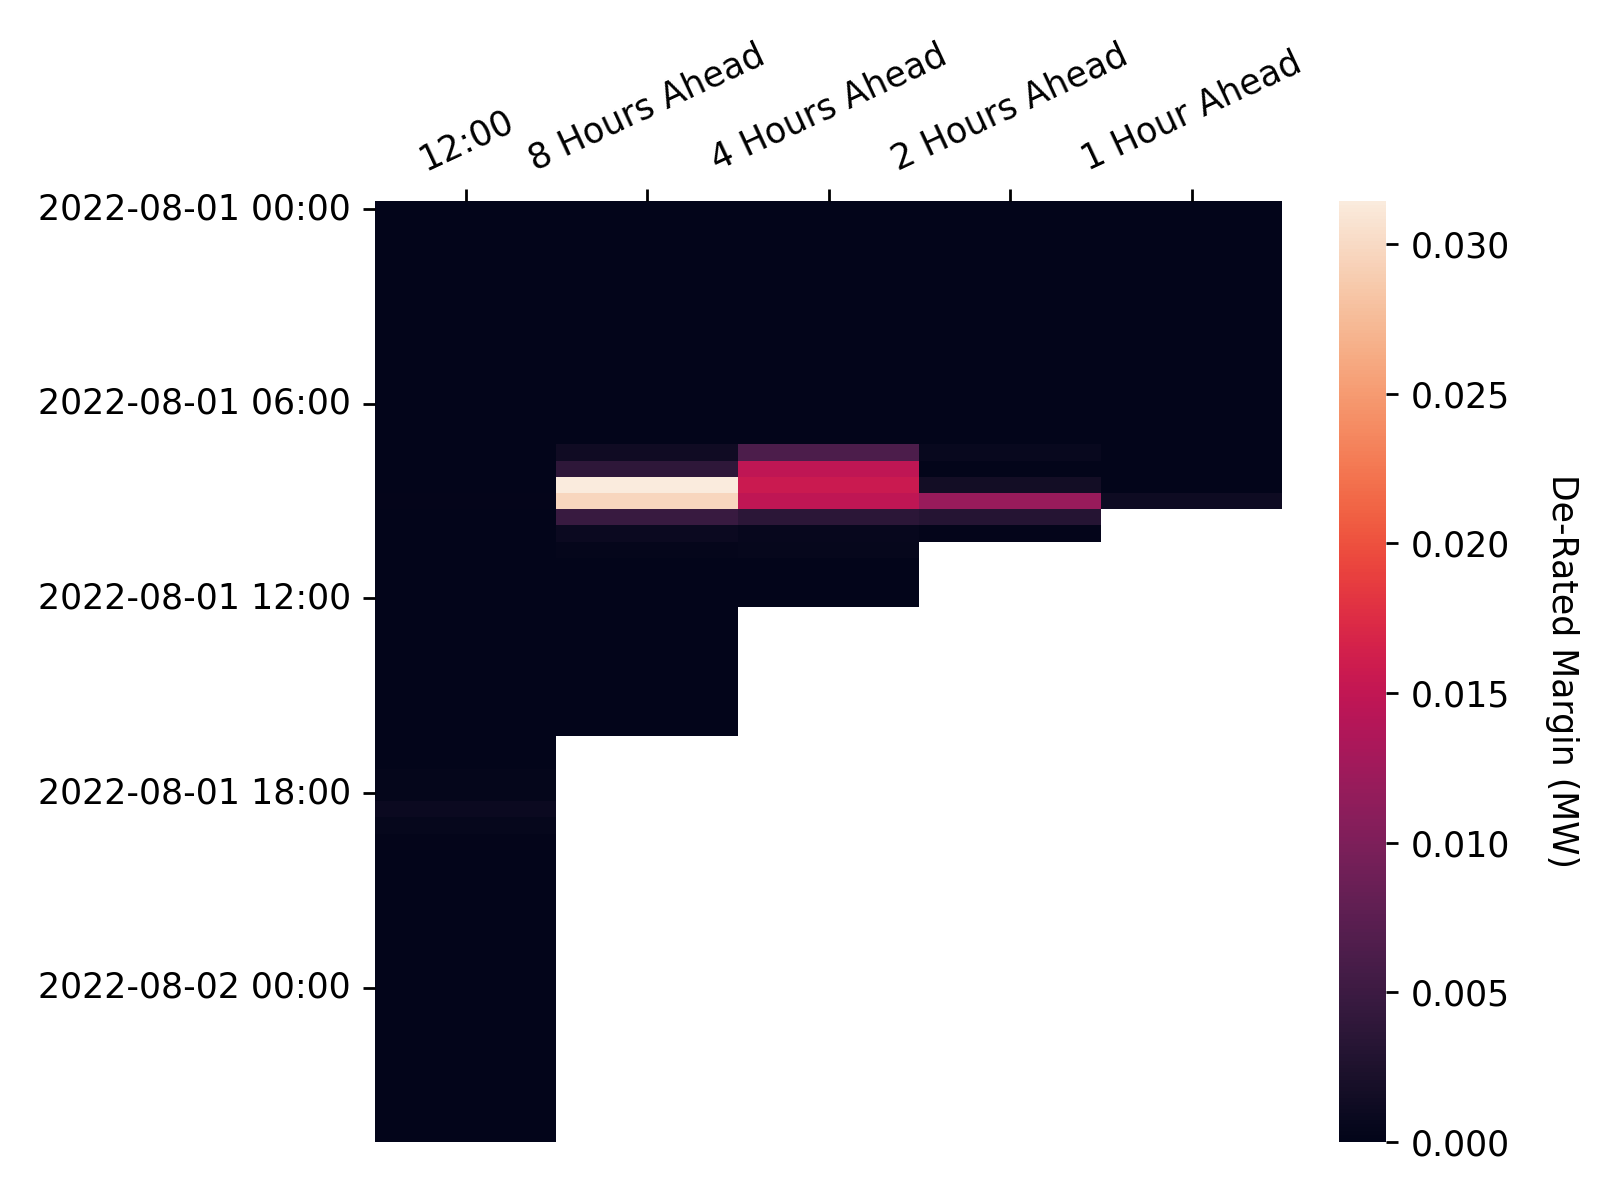 12:00
8 Hours Ahead
4 Hours Ahead
2 Hours Ahead
1 Hour Ahead
2022-08-01 00:00
2022-08-01 06:00
2022-08-01 12:00
2022-08-01 18:00
2022-08-02 00:00
0.030
0.025
0.020
0.015
0.010
0.005
0.000
De-Rated Margin (MW)